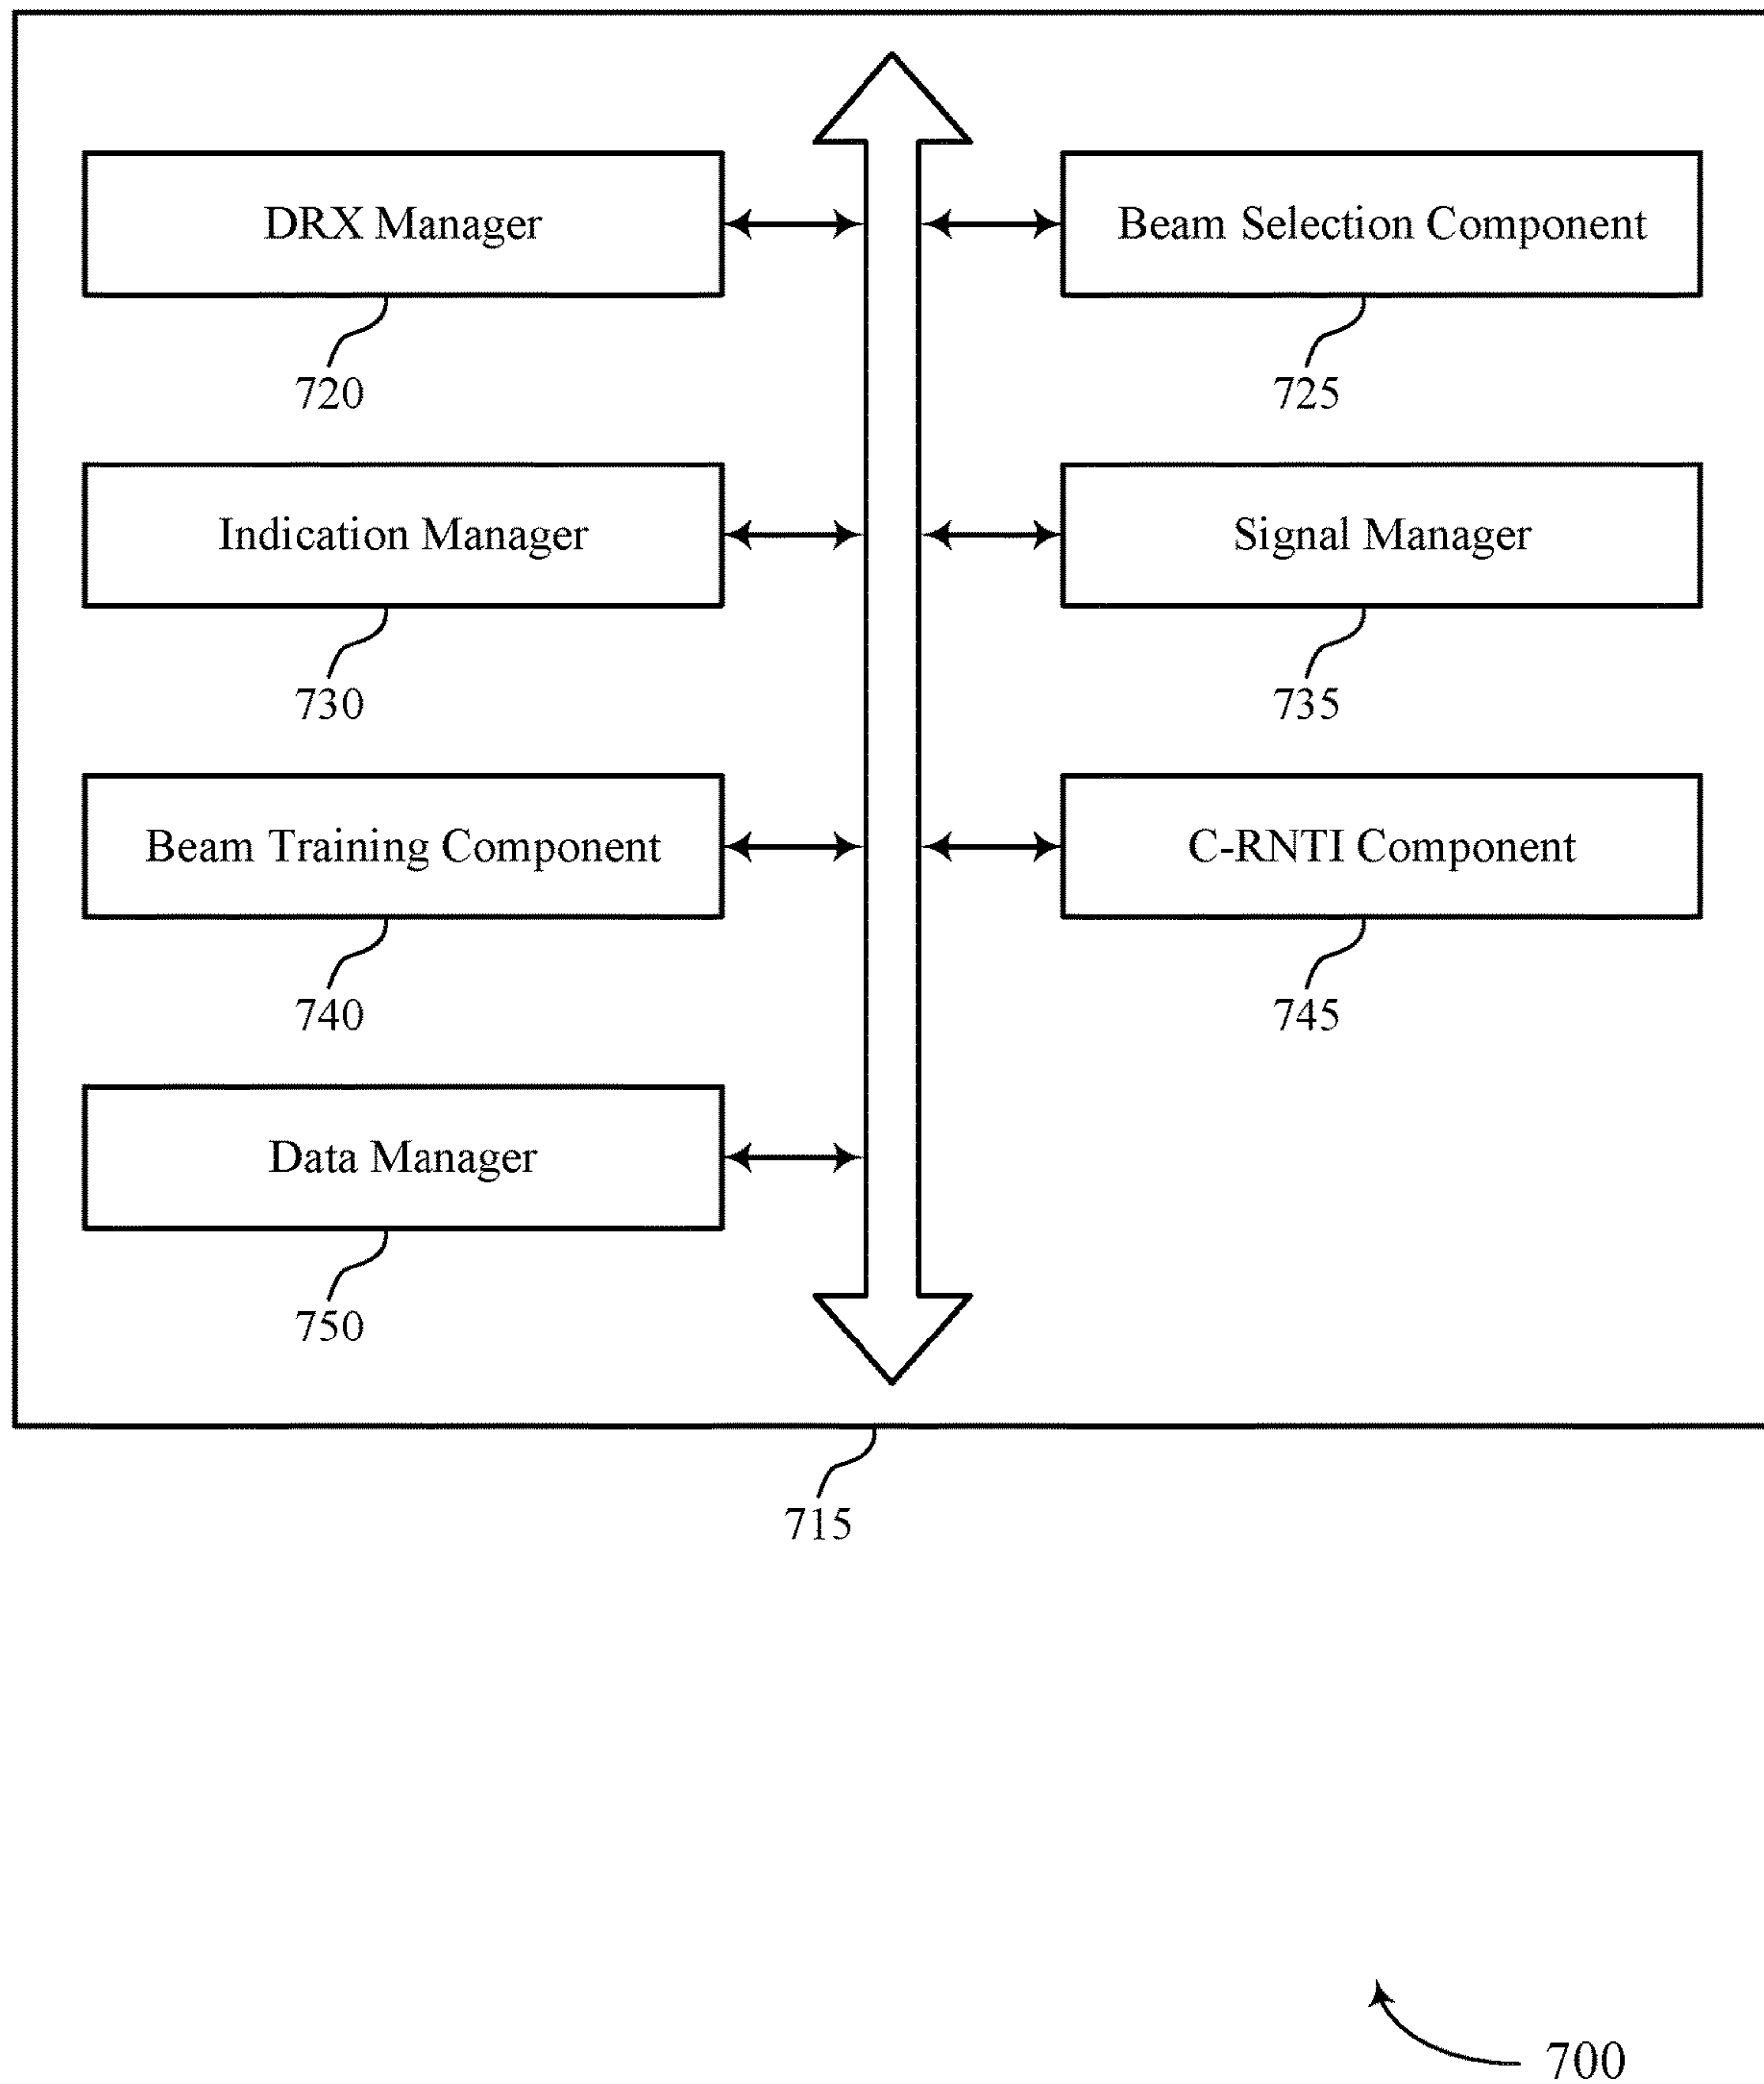 DRX Manager
Beam Selection Component
720
725
Indication Manager
Signal Manager
730
735
Beam Training Component
C-RNTI Component
740
745
Data Manager
750
715
700